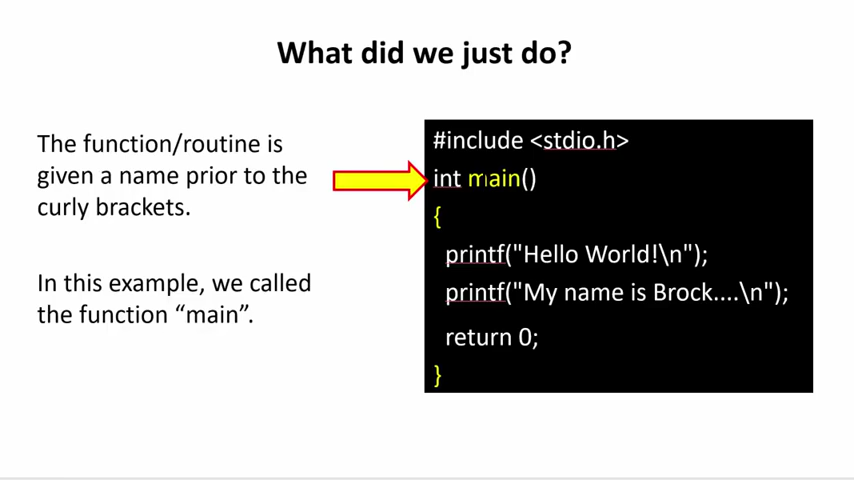 What did we just do?
The function/routine is
given a name prior to the
curly brackets.
In this example, we called
the function “main”.
#include <stdio.h>
int main()
{
printf("Hello World!\n");
printf("My name is Brock....\n");
return 0;
}